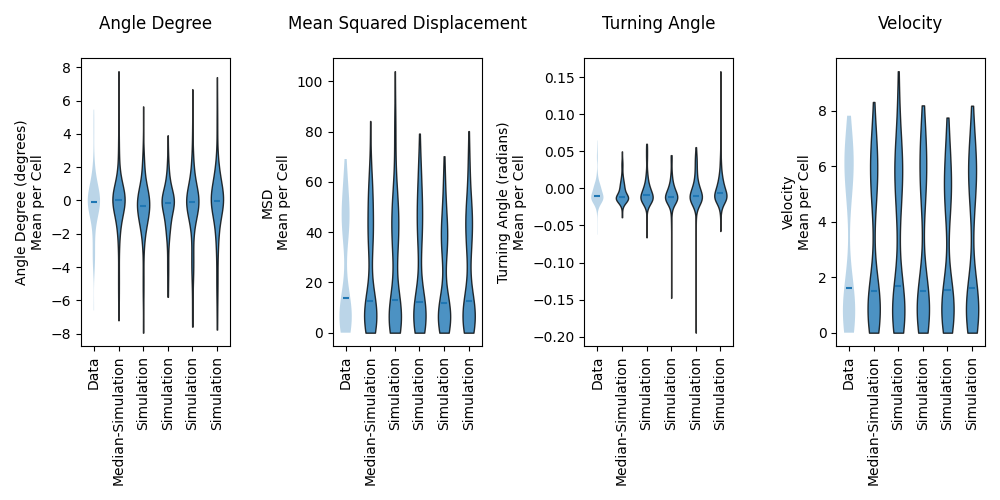 Angle Degree
Angle Degree (degrees)
Mean per Cell
8
6
4
2
0
−2
−4
−6
−8
Data
Median-Simulation
Simulation
Simulation
Simulation
Simulation
Mean Squared Displacement
MSD
Mean per Cell
100
80
60
40
20
0
Data
Median-Simulation
Simulation
Simulation
Simulation
Simulation
Turning Angle
Turning Angle (radians)
Mean per Cell
0.15
0.10
0.05
0.00
−0.05
−0.10
−0.15
−0.20
Data
Median-Simulation
Simulation
Simulation
Simulation
Simulation
Velocity
Velocity
Mean per Cell
8
6
4
2
0
Data
Median-Simulation
Simulation
Simulation
Simulation
Simulation